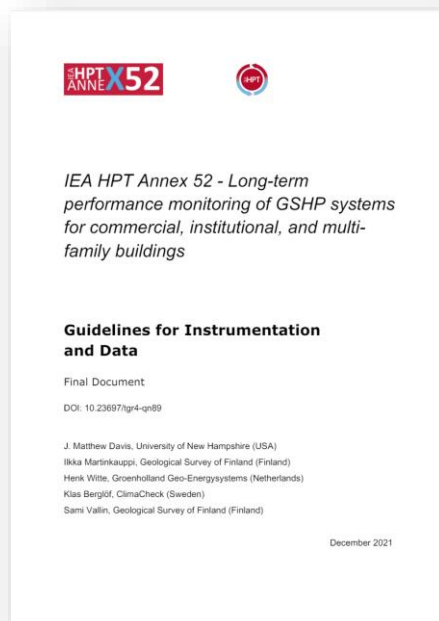 IEA HPT
ANNEX52
HPT
IEA HPT Annex 52 - Long-term
performance monitoring of GSHP systems
for commercial, institutional, and multi-
family buildings
Guidelines for Instrumentation
and Data
Final Document
DOI: 10.23697/tgr4-qn89
J. Matthew Davis, University of New Hampshire (USA)
Ilkka Martinkauppi, Geological Survey of Finland (Finland)
Henk Witte, Groenholland Geo-Energysystems (Netherlands)
Klas Berglöf, ClimaCheck (Sweden)
Sami Vallin, Geological Survey of Finland (Finland)
December 2021